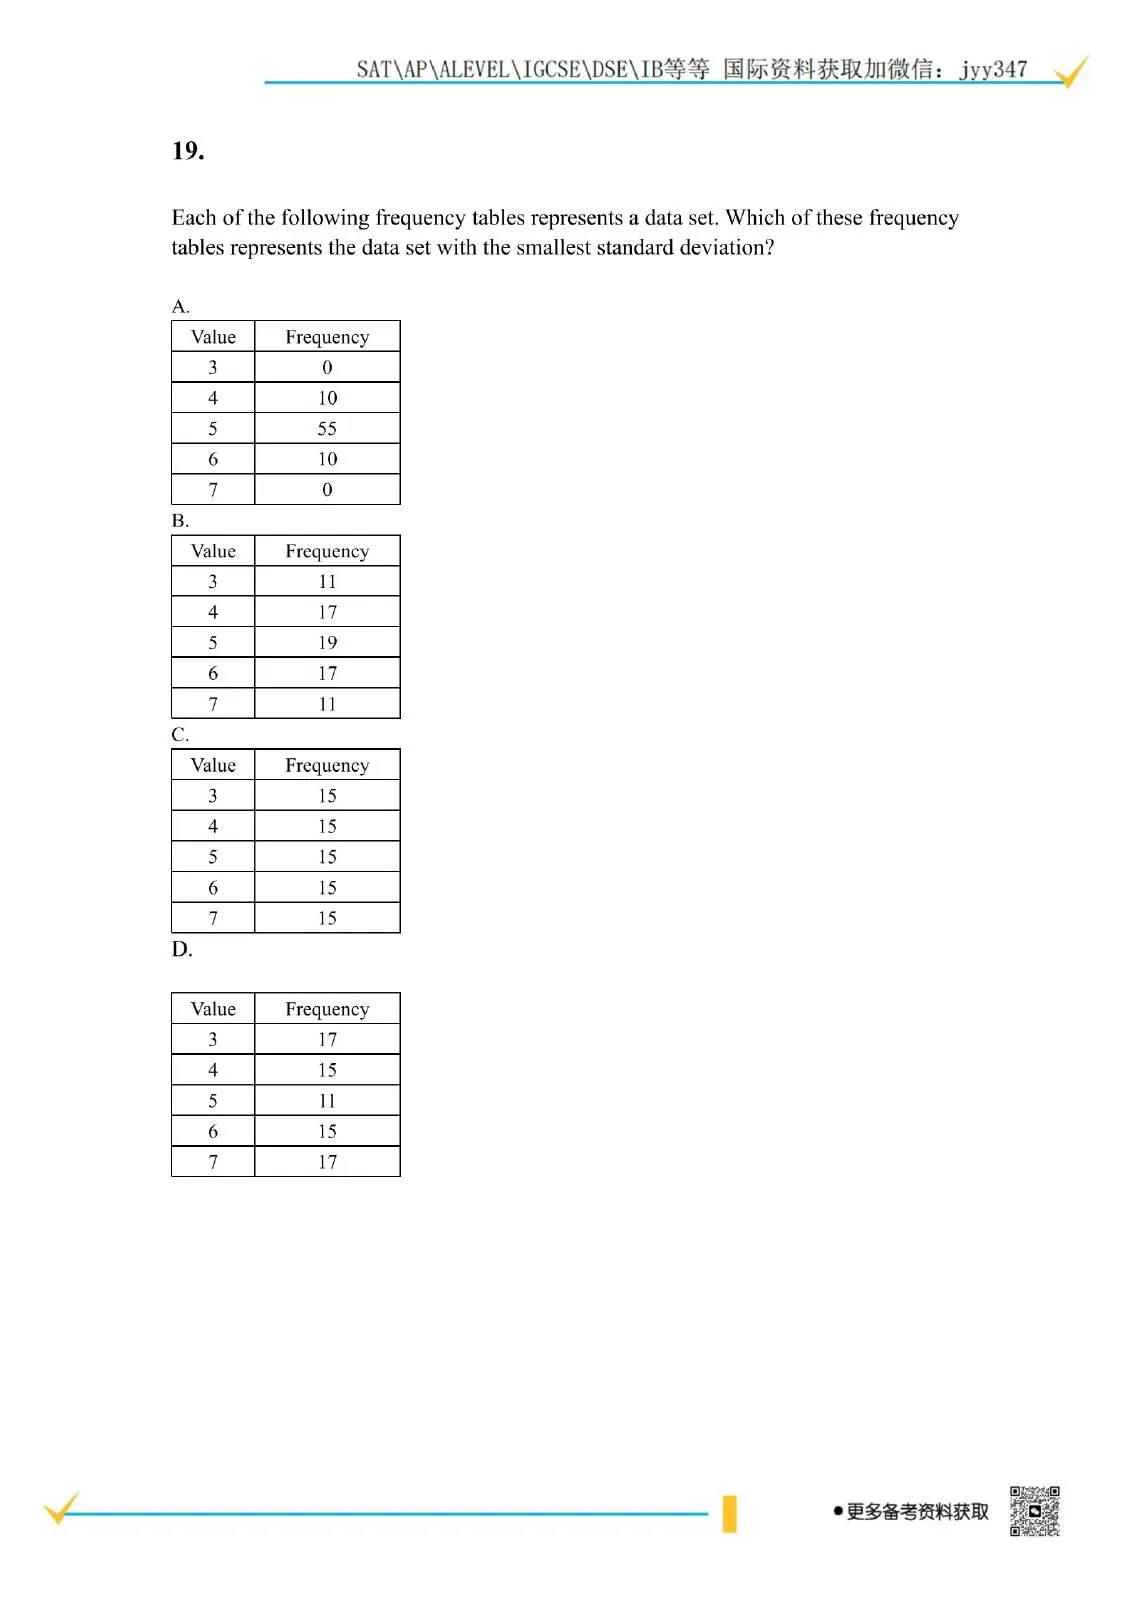 SAT\AP\ALEVEL\IGCSE\DSE\IB等等 国际资料获取加微信：jyy347
19.
Each of the following frequency tables represents a data set. Which of these frequency
tables represents the data set with the smallest standard deviation?
A.
Value Frequency
3 0
4 10
5 55
6 10
7 0
B.
Value Frequency
3 11
4 17
5 19
6 17
7 11
C.
Value Frequency
3 15
4 15
5 15
6 15
7 15
D.
Value Frequency
3 17
4 15
5 11
6 15
7 17
●更多备考资料获取